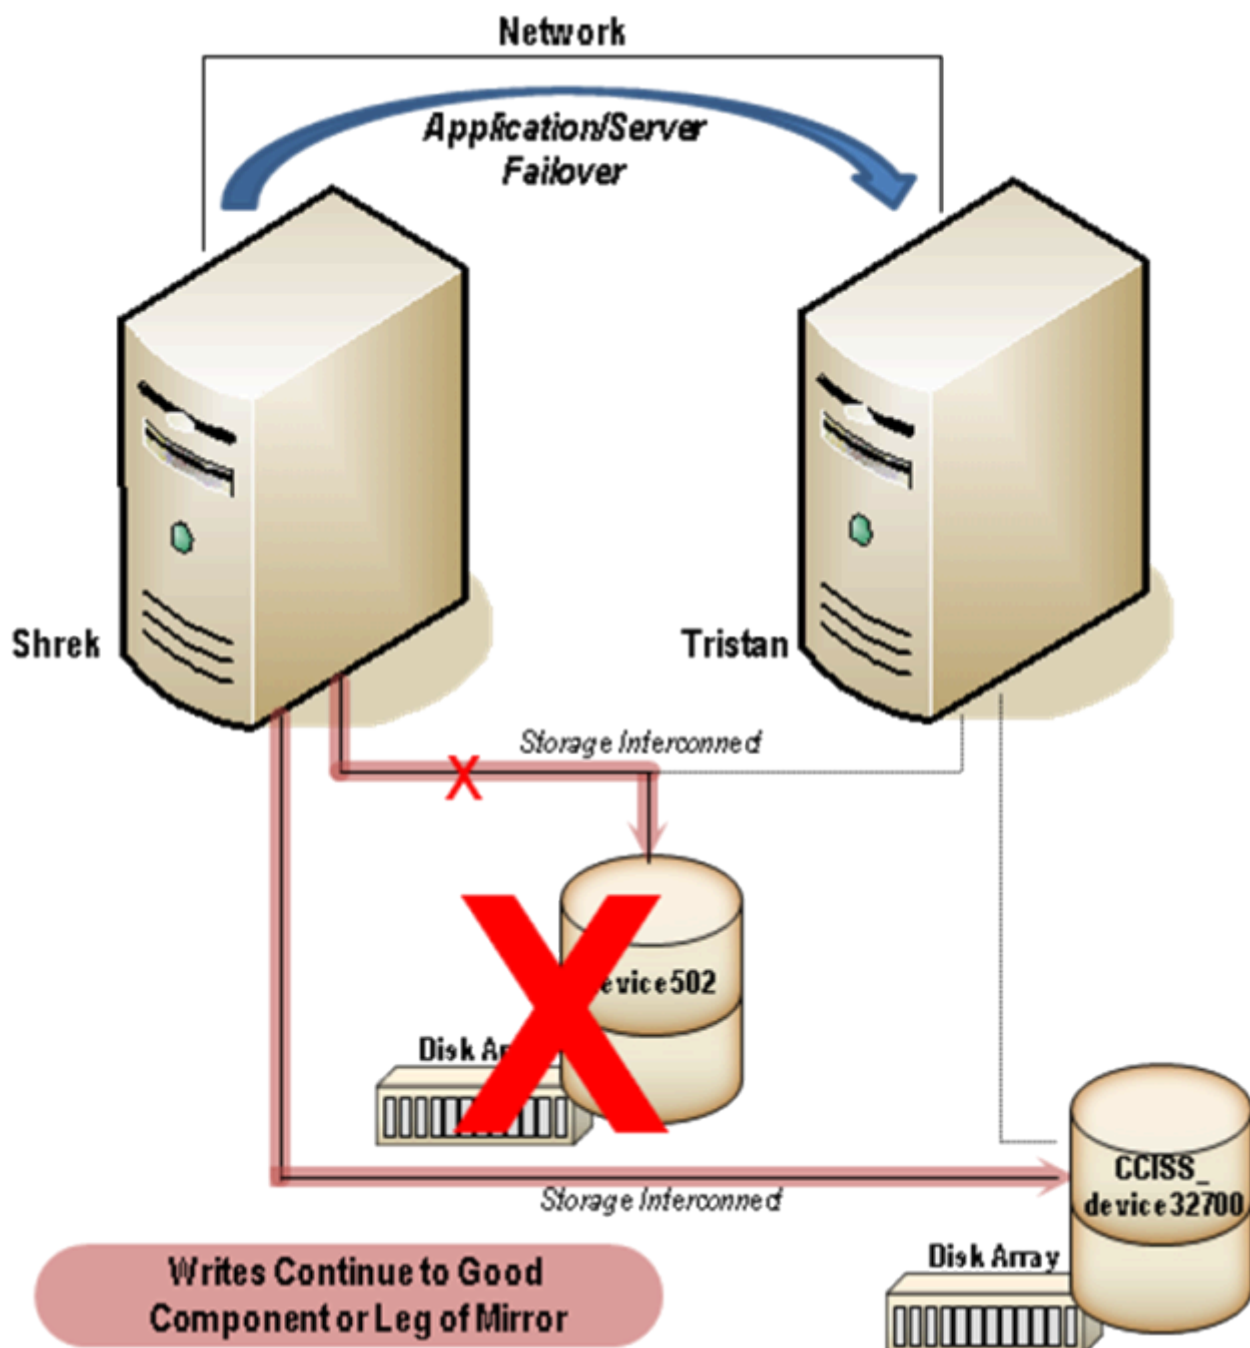 Network
Application/Server
Failover
Shrek
Tristan
Storage Interconnect
X
X
evice502
Disk
CCISS_
device32700
Storage Interconnect
Disk Array
Writes Continue to Good
Component or Leg of Mirror